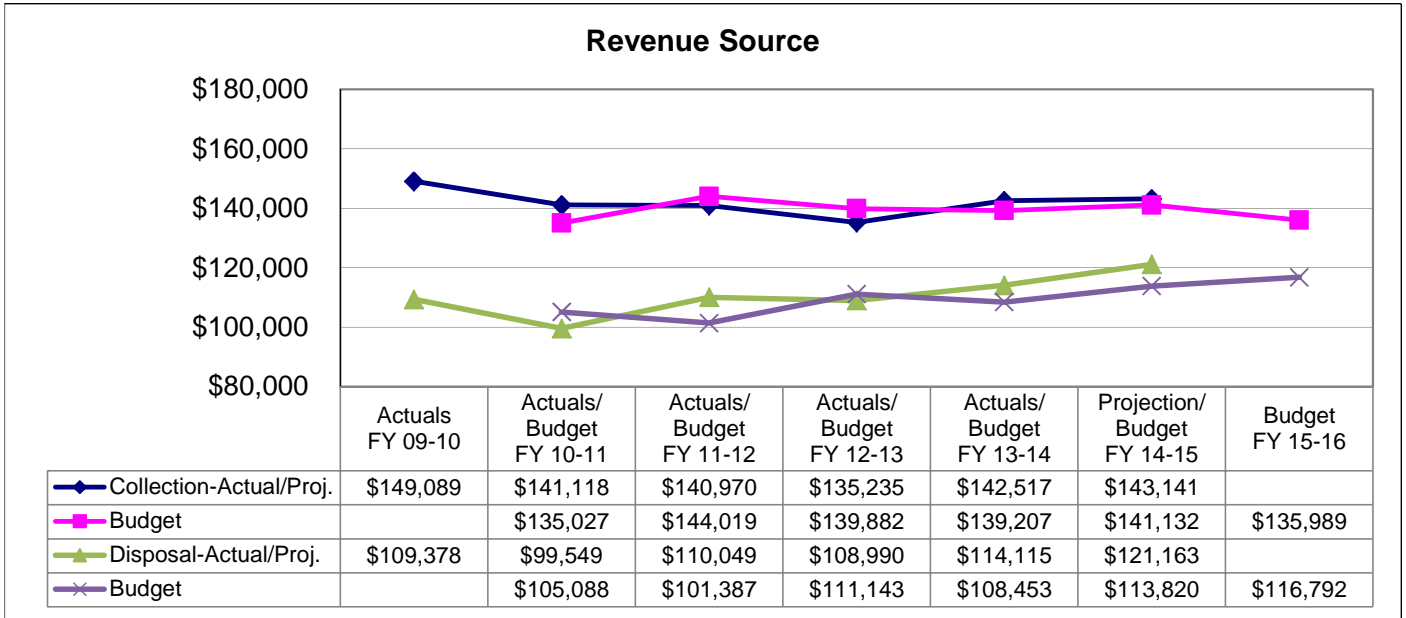 Revenue Source
$180,000
$160,000
$140,000
$120,000
$100,000
$80,000
Actuals FY 09-10
Actuals/ Budget FY 10-11
Actuals/ Budget FY 11-12
Actuals/ Budget FY 12-13
Actuals/ Budget FY 13-14
Projection/ Budget FY 14-15
Budget FY 15-16
Collection-Actual/Proj. $149,089 $141,118 $140,970 $135,235 $142,517 $143,141
Budget $135,027 $144,019 $139,882 $139,207 $141,132 $135,989
Disposal-Actual/Proj. $109,378 $99,549 $110,049 $108,990 $114,115 $121,163
Budget $105,088 $101,387 $111,143 $108,453 $113,820 $116,792